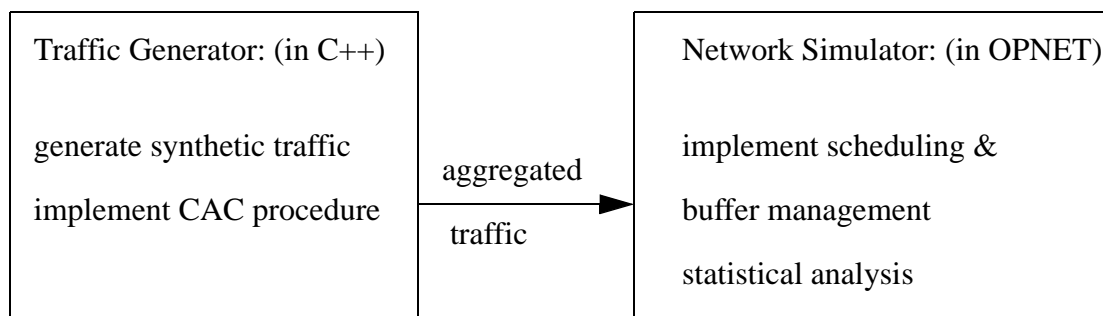 Traffic Generator: (in C++)
generate synthetic traffic
implement CAC procedure
aggregated
traffic
Network Simulator: (in OPNET)
implement scheduling &
buffer management
statistical analysis